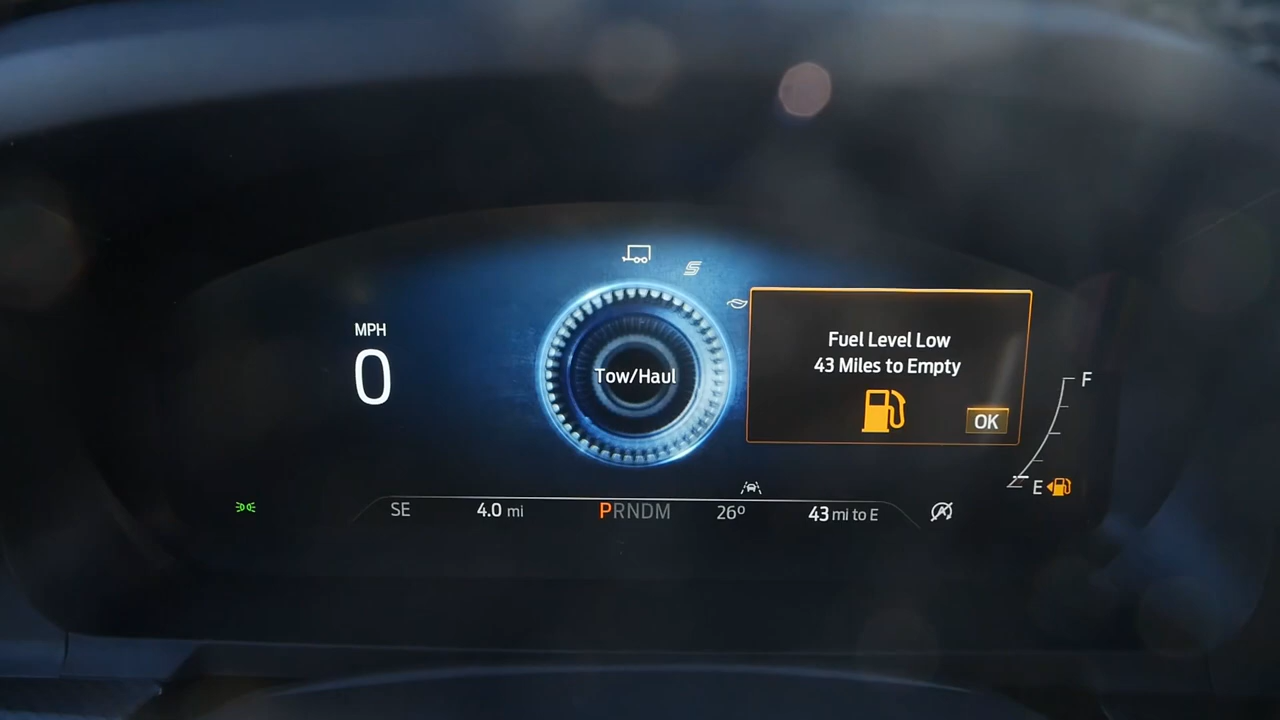 MPH
0
Tow/Haul
Fuel Level Low
43 Miles to Empty
OK
F
E
SE
4.0 mi
PRNDM
26º
43 mi to E